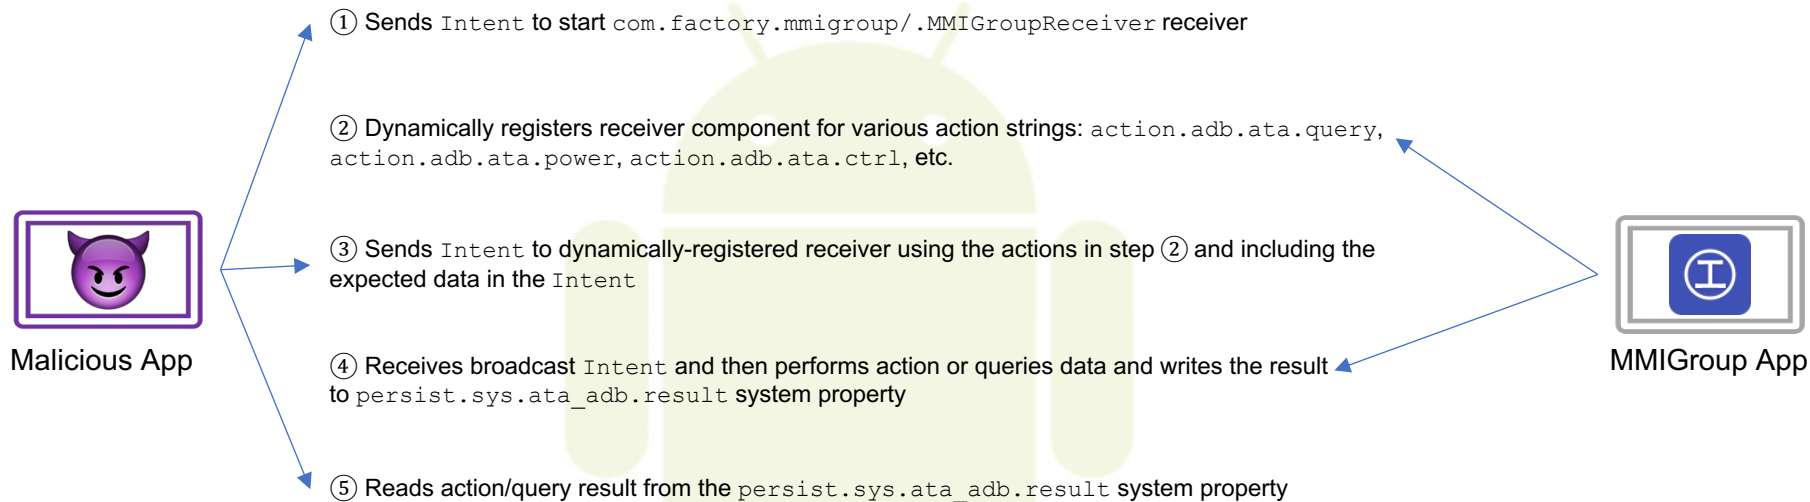 ① Sends Intent to start com.factory.mmigroup/.MMIGroupReceiver receiver
② Dynamically registers receiver component for various action strings: action.adb.ata.query,
action.adb.ata.power, action.adb.ata.ctrl, etc.
③ Sends Intent to dynamically-registered receiver using the actions in step ② and including the
expected data in the Intent
Malicious App
MMIGroup App
④ Receives broadcast Intent and then performs action or queries data and writes the result
to persist.sys.ata_adb.result system property
⑤ Reads action/query result from the persist.sys.ata_adb.result system property